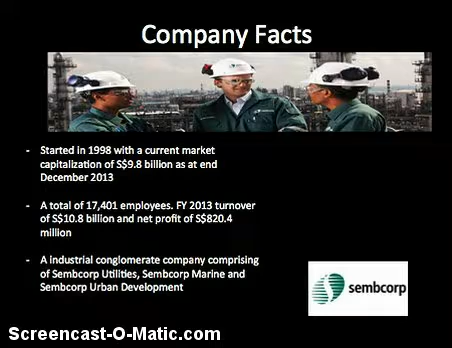 Company Facts
- Started in 1998 with a current market
capitalization of S$9.8 billion as at end
December 2013
- A total of 17,401 employees. FY 2013 turnover
of S$10.8 billion and net profit of S$820.4
million
- A industrial conglomerate company comprising
of Sembcorp Utilities, Sembcorp Marine and
Sembcorp Urban Development
sembcorp
Screencast-O-Matic.com